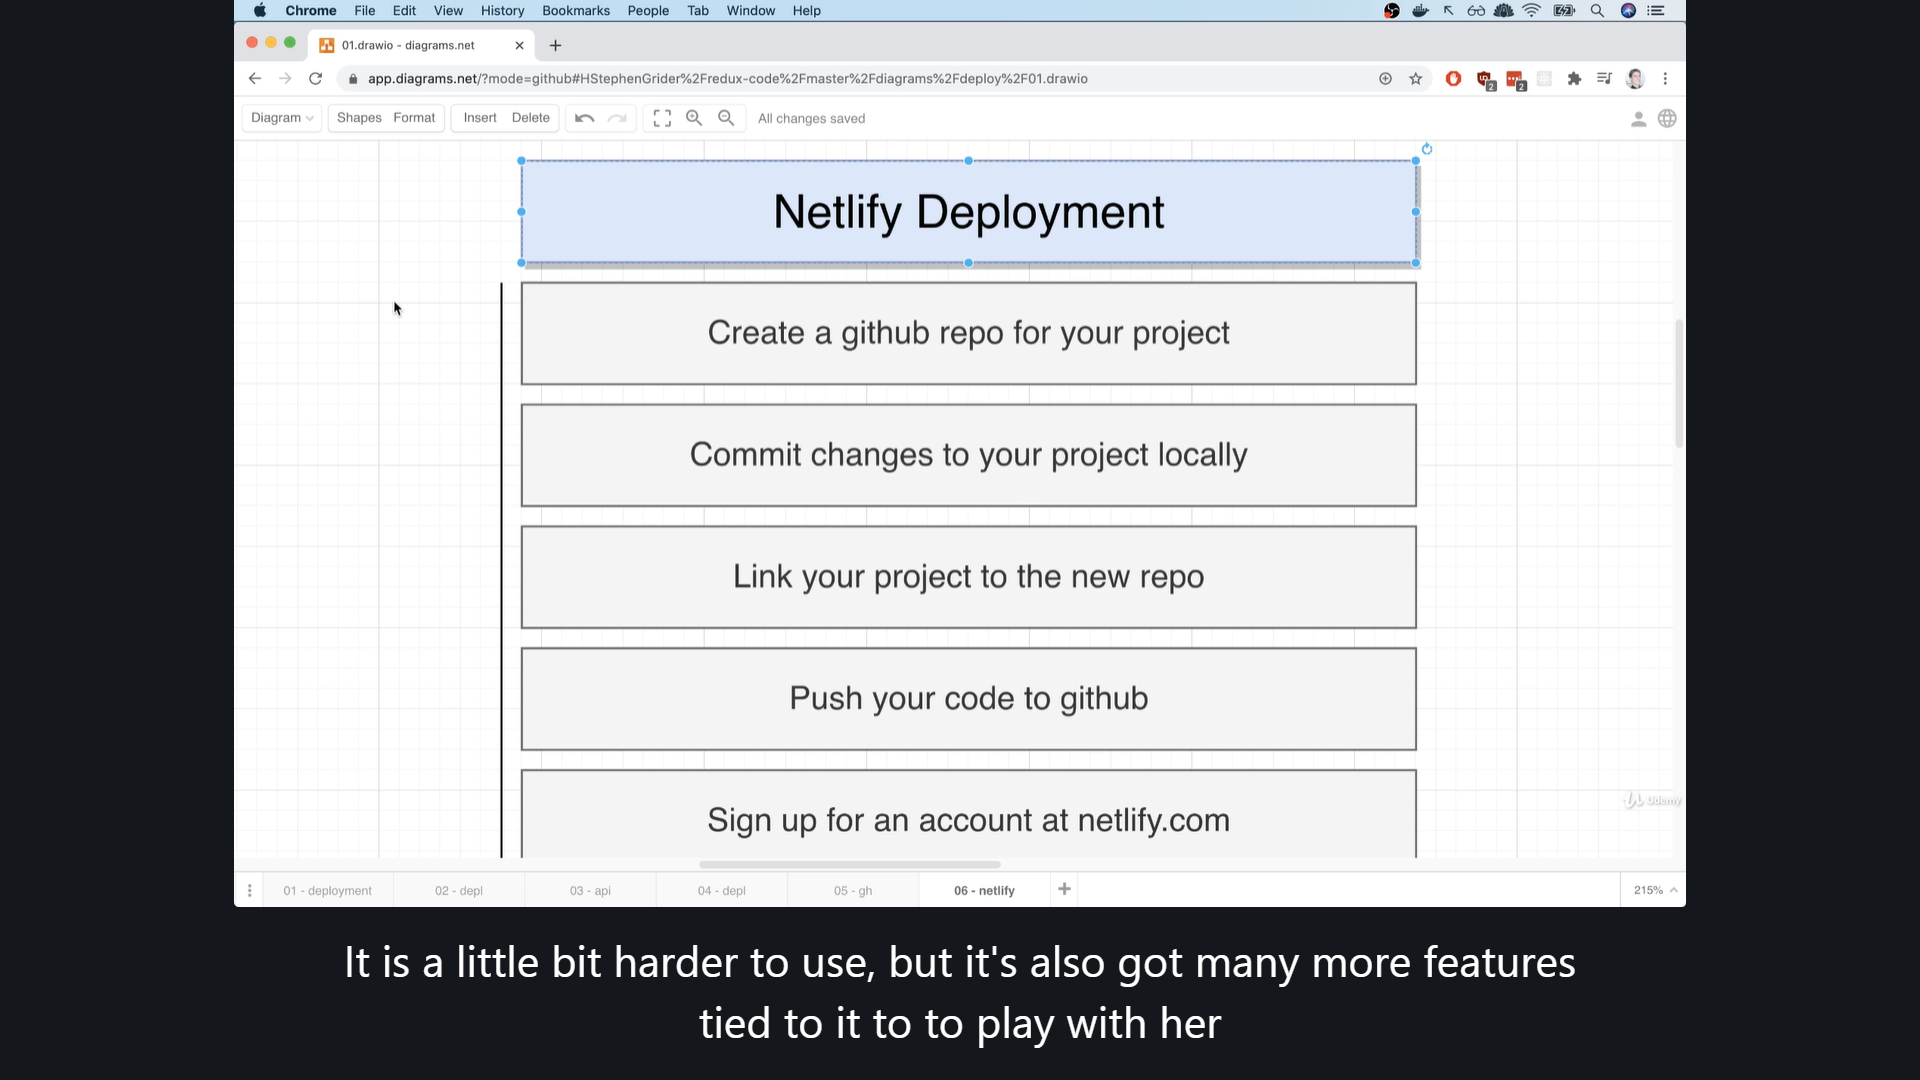 Chrome File Edit View History Bookmarks People Tab Window Help
01.drawio - diagrams.net
app.diagrams.net/?mode=github#HStephenGrider%2Fredux-code%2Fmaster%2Fdiagrams%2Fdeploy%2F01.drawio
2 2
Diagram Shapes Format Insert Delete All changes saved
Netlify Deployment
Create a github repo for your project
Commit changes to your project locally
Link your project to the new repo
Push your code to github
Sign up for an account at netlify.com
Udemy
01 - deployment 02 - depl 03 - api 04 - depl 05 - gh 06 - netlify 215%
It is a little bit harder to use, but it's also got many more features
tied to it to to play with her